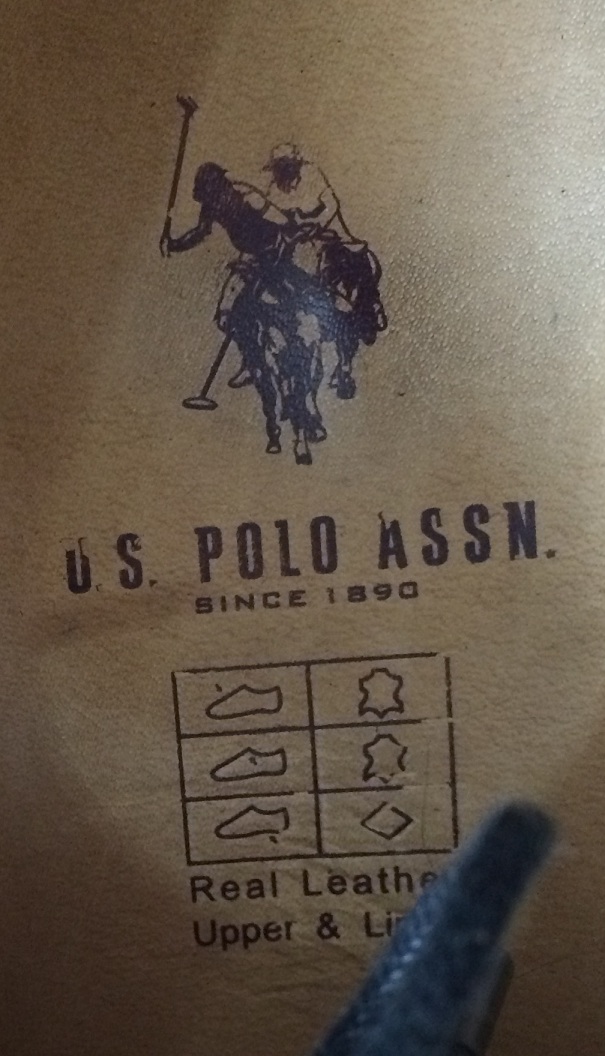 U.S. POLO ASSN.
SINCE 1890
Real Leathe
Upper & Li